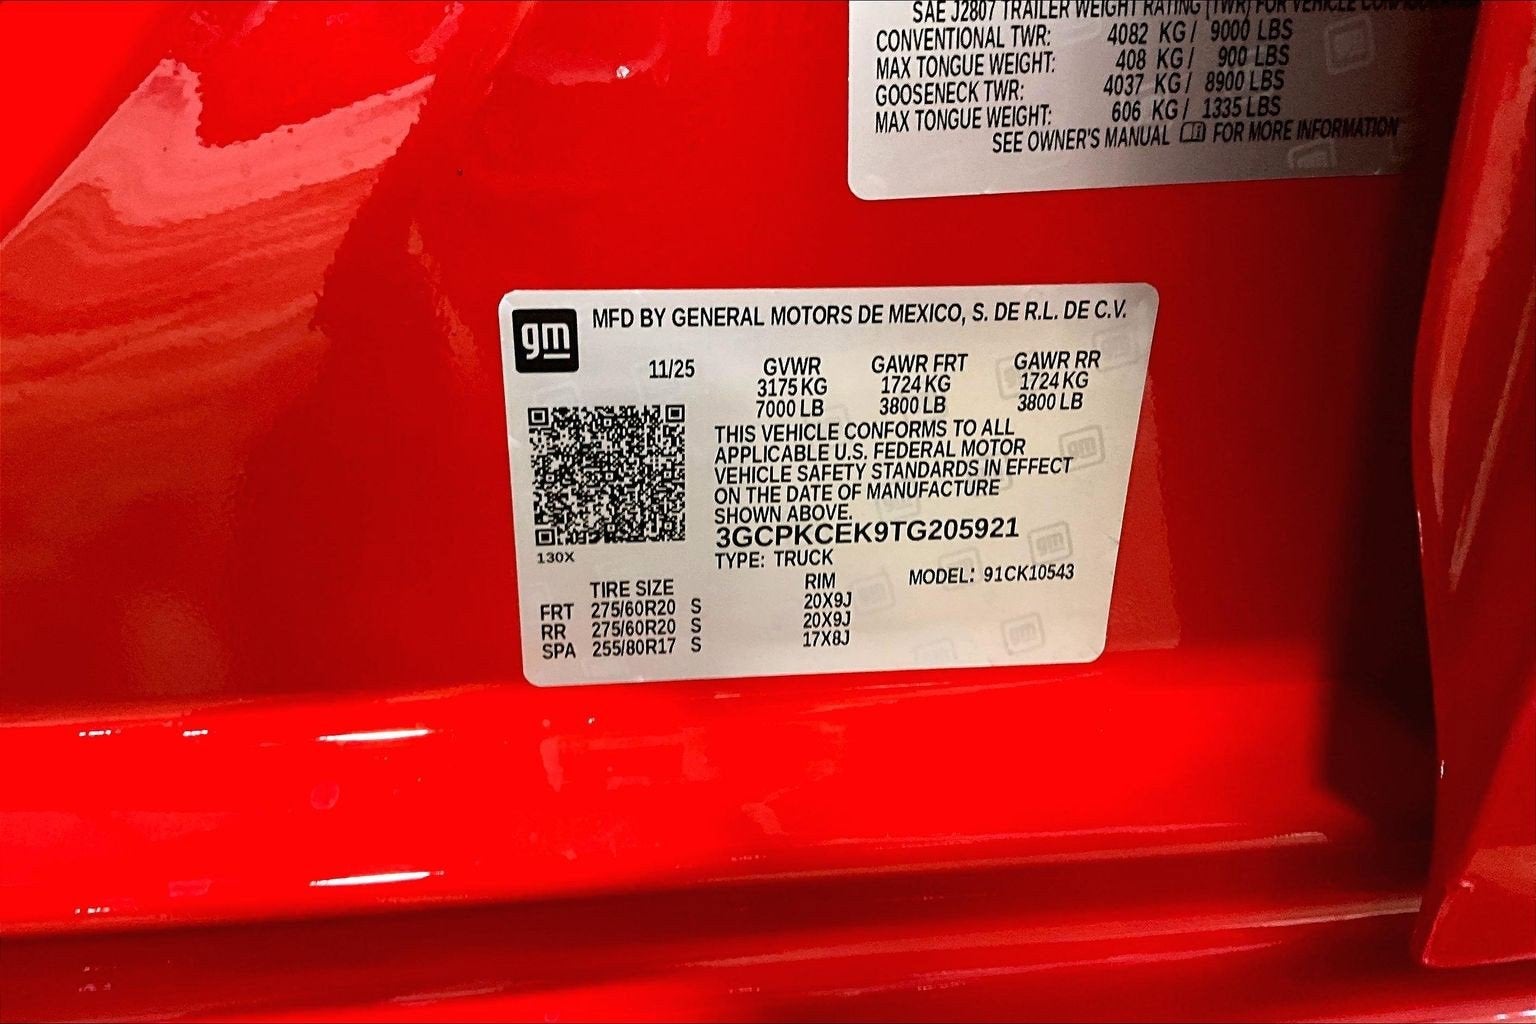 SAE J2807 TRAILER WEIGHT RATING (TWR) FOR VEHICLE
CONVENTIONAL TWR: 4082 KG / 9000 LBS
MAX TONGUE WEIGHT: 408 KG / 900 LBS
GOOSENECK TWR: 4037 KG / 8900 LBS
MAX TONGUE WEIGHT: 606 KG / 1335 LBS
SEE OWNER'S MANUAL FOR MORE INFORMATION
gm MFD BY GENERAL MOTORS DE MEXICO, S. DE R.L. DE C.V.
11/25 GVWR GAWR FRT GAWR RR
3175 KG 1724 KG 1724 KG
7000 LB 3800 LB 3800 LB
THIS VEHICLE CONFORMS TO ALL
APPLICABLE U.S. FEDERAL MOTOR
VEHICLE SAFETY STANDARDS IN EFFECT
ON THE DATE OF MANUFACTURE
SHOWN ABOVE.
3GCPKCEK9TG205921
130X
TYPE: TRUCK
MODEL: 91CK10543
TIRE SIZE RIM
FRT 275/60R20 S 20X9J
RR 275/60R20 S 20X9J
SPA 255/80R17 S 17X8J